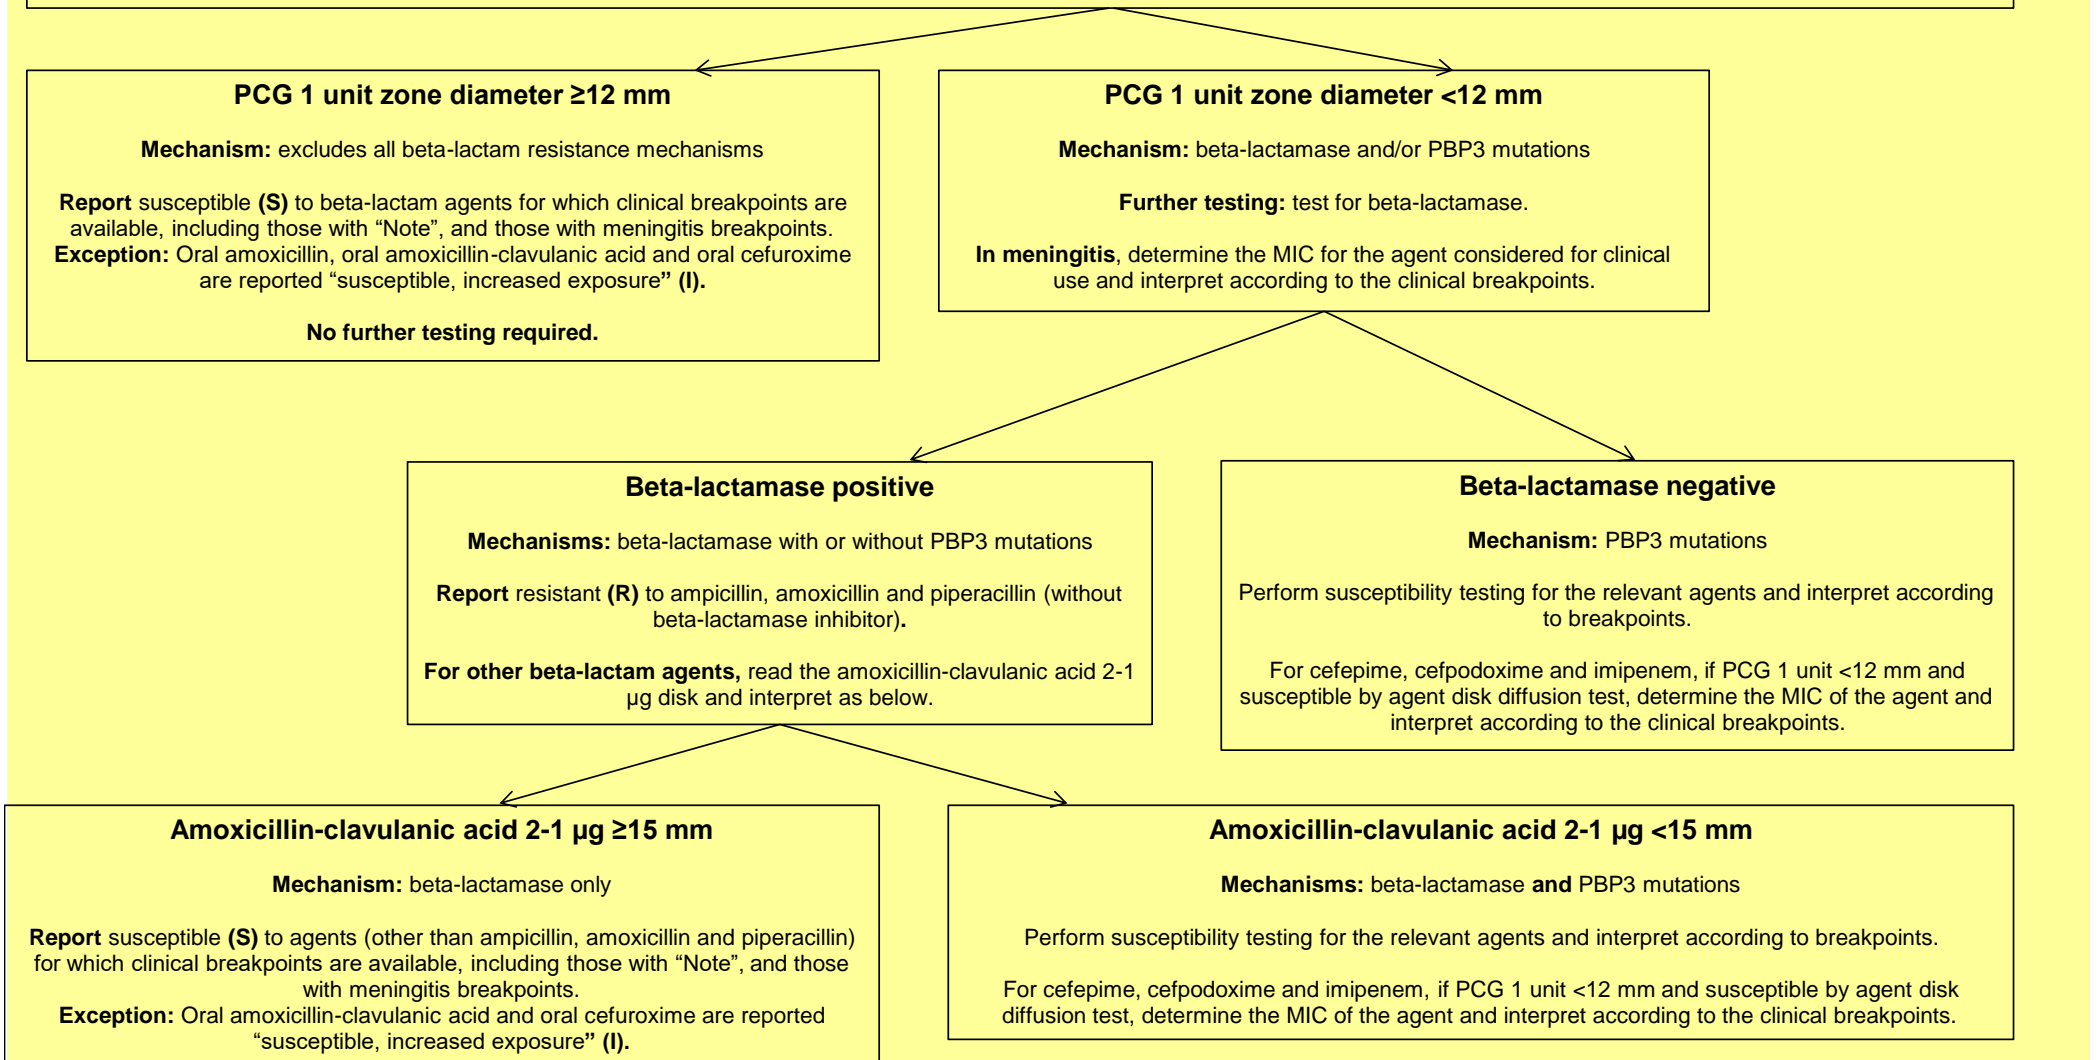 PCG 1 unit zone diameter ≥12 mm
Mechanism: excludes all beta-lactam resistance mechanisms
Report susceptible (S) to beta-lactam agents for which clinical breakpoints are
available, including those with “Note”, and those with meningitis breakpoints.
Exception: Oral amoxicillin, oral amoxicillin-clavulanic acid and oral cefuroxime
are reported “susceptible, increased exposure” (I).
No further testing required.
PCG 1 unit zone diameter <12 mm
Mechanism: beta-lactamase and/or PBP3 mutations
Further testing: test for beta-lactamase.
In meningitis, determine the MIC for the agent considered for clinical
use and interpret according to the clinical breakpoints.
Beta-lactamase positive
Mechanisms: beta-lactamase with or without PBP3 mutations
Report resistant (R) to ampicillin, amoxicillin and piperacillin (without
beta-lactamase inhibitor).
For other beta-lactam agents, read the amoxicillin-clavulanic acid 2-1
µg disk and interpret as below.
Beta-lactamase negative
Mechanism: PBP3 mutations
Perform susceptibility testing for the relevant agents and interpret according
to breakpoints.
For cefepime, cefpodoxime and imipenem, if PCG 1 unit <12 mm and
susceptible by agent disk diffusion test, determine the MIC of the agent and
interpret according to the clinical breakpoints.
Amoxicillin-clavulanic acid 2-1 µg ≥15 mm
Mechanism: beta-lactamase only
Report susceptible (S) to agents (other than ampicillin, amoxicillin and piperacillin)
for which clinical breakpoints are available, including those with “Note”, and those
with meningitis breakpoints.
Exception: Oral amoxicillin-clavulanic acid and oral cefuroxime are reported
“susceptible, increased exposure” (I).
Amoxicillin-clavulanic acid 2-1 µg <15 mm
Mechanisms: beta-lactamase and PBP3 mutations
Perform susceptibility testing for the relevant agents and interpret according to breakpoints.
For cefepime, cefpodoxime and imipenem, if PCG 1 unit <12 mm and susceptible by agent disk
diffusion test, determine the MIC of the agent and interpret according to the clinical breakpoints.